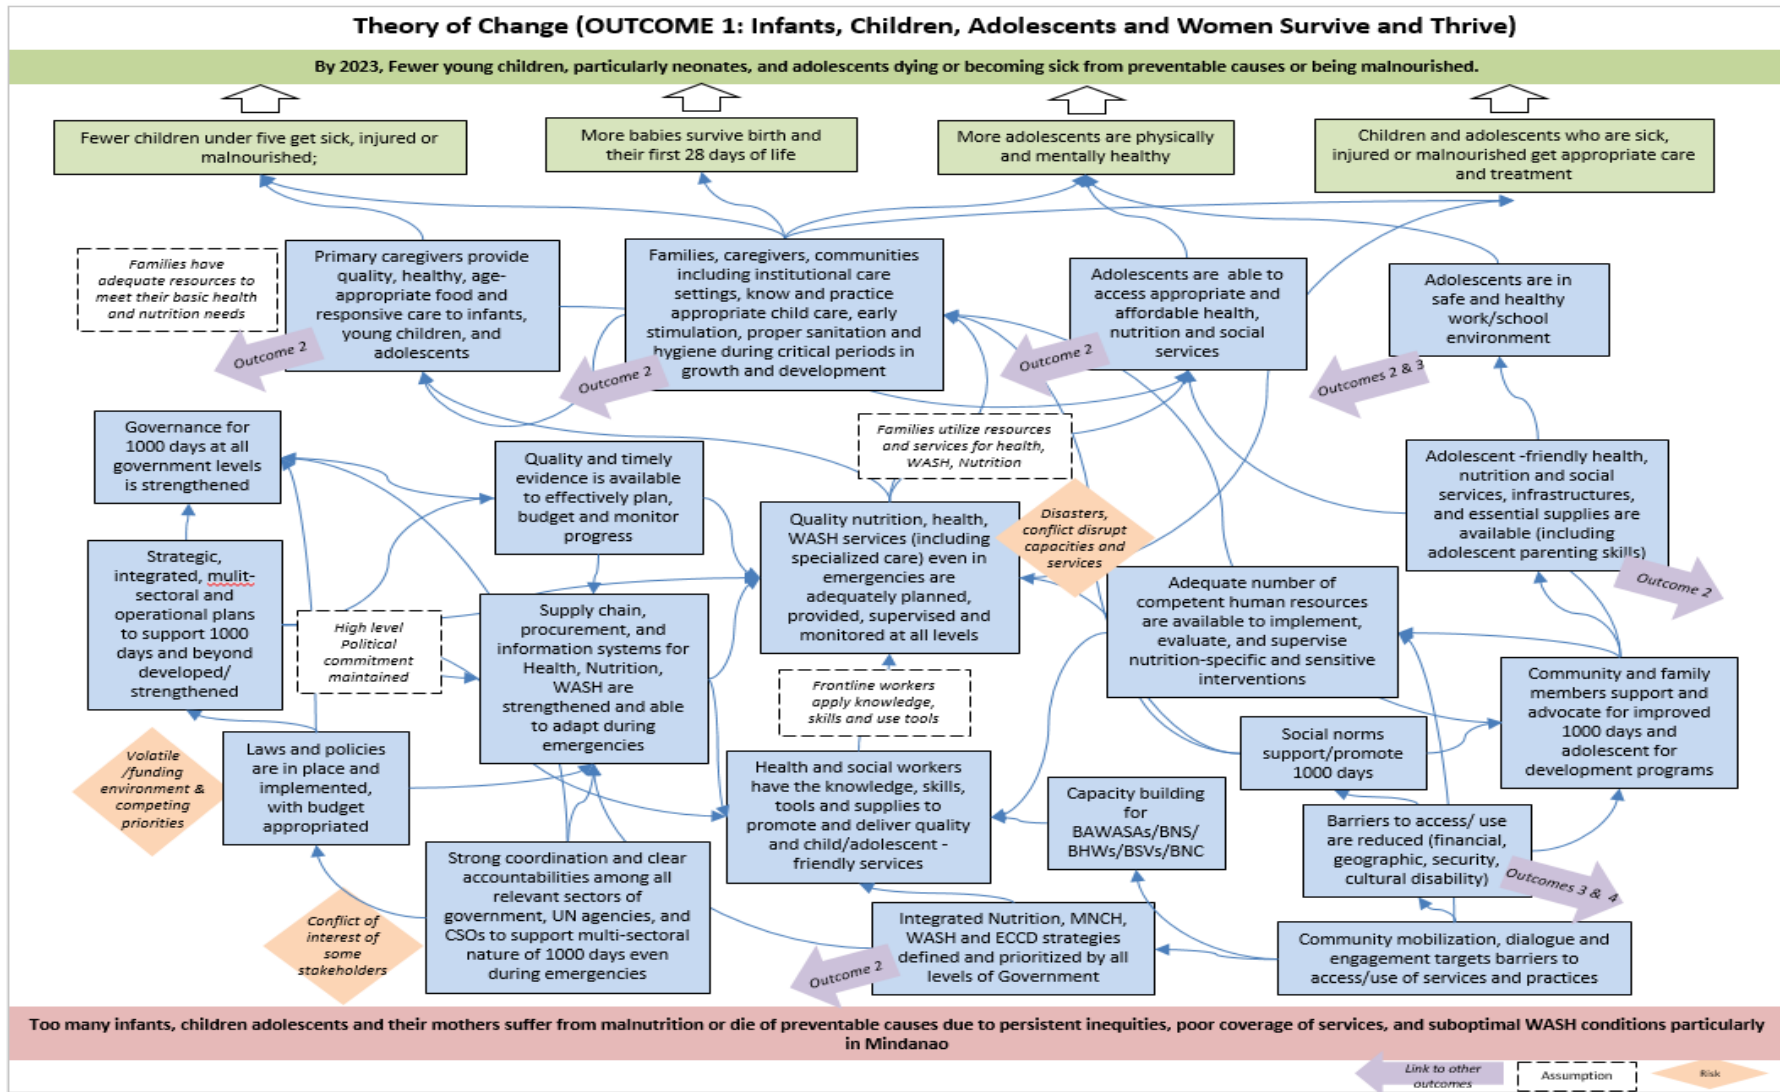 Theory of Change (OUTCOME 1: Infants, Children, Adolescents and Women Survive and Thrive)
By 2023, Fewer young children, particularly neonates, and adolescents dying or becoming sick from preventable causes or being malnourished.
Fewer children under five get sick, injured or
malnourished;
More babies survive birth and
their first 28 days of life
More adolescents are physically
and mentally healthy
Children and adolescents who are sick,
injured or malnourished get appropriate care
and treatment
Families have
adequate resources to
meet their basic health
and nutrition needs
Primary caregivers provide
quality, healthy, age-
appropriate food and
responsive care to infants,
young children, and
adolescents
Families, caregivers, communities
including institutional care
settings, know and practice
appropriate child care, early
stimulation, proper sanitation and
hygiene during critical periods in
growth and development
Adolescents are able to
access appropriate and
affordable health,
nutrition and social
services
Adolescents are in
safe and healthy
work/school
environment
Outcome 2
Outcome 2
Outcome 2
Outcomes 2 & 3
Governance for
1000 days at all
government levels
is strengthened
Quality and timely
evidence is available
to effectively plan,
budget and monitor
progress
Families utilize resources
and services for health,
WASH, Nutrition
Adolescent -friendly health,
nutrition and social
services, infrastructures,
and essential supplies are
available (including
adolescent parenting skills)
Quality nutrition, health,
WASH services (including
specialized care) even in
emergencies are
adequately planned,
provided, supervised and
monitored at all levels
Disasters,
conflict disrupt
capacities and
services
Outcome 2
Strategic,
integrated, mulit-
sectoral and
operational plans
to support 1000
days and beyond
developed/
strengthened
High level
Political
commitment
maintained
Supply chain,
procurement, and
information systems for
Health, Nutrition,
WASH are
strengthened and able
to adapt during
emergencies
Adequate number of
competent human resources
are available to implement,
evaluate, and supervise
nutrition-specific and sensitive
interventions
Frontline workers
apply knowledge,
skills and use tools
Community and family
members support and
advocate for improved
1000 days and
adolescent for
development programs
Social norms
support/promote
1000 days
Volatile
/funding
environment &
competing
priorities
Laws and policies
are in place and
implemented,
with budget
appropriated
Health and social workers
have the knowledge, skills,
tools and supplies to
promote and deliver quality
and child/adolescent -
friendly services
Capacity building
for
BAWASAs/BNS/
BHWs/BSVs/BNC
Barriers to access/ use
are reduced (financial,
geographic, security,
cultural disability)
Outcomes 3 & 4
Conflict of
interest of
some
stakeholders
Strong coordination and clear
accountabilities among all
relevant sectors of
government, UN agencies, and
CSOs to support multi-sectoral
nature of 1000 days even
during emergencies
Outcome 2
Integrated Nutrition, MNCH,
WASH and ECCD strategies
defined and prioritized by all
levels of Government
Community mobilization, dialogue and
engagement targets barriers to
access/use of services and practices
Too many infants, children adolescents and their mothers suffer from malnutrition or die of preventable causes due to persistent inequities, poor coverage of services, and suboptimal WASH conditions particularly
in Mindanao
Link to other
outcomes
Assumption
Risk